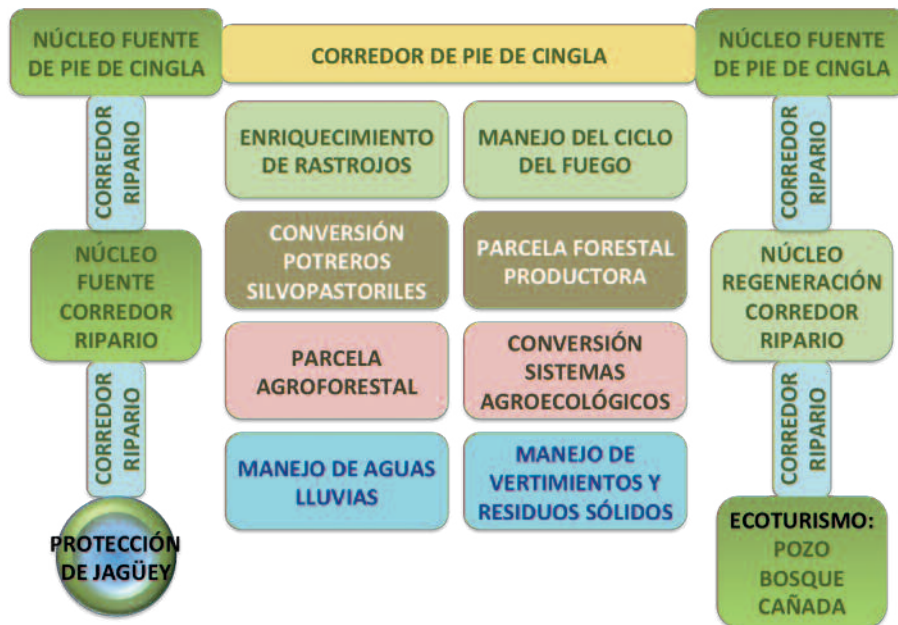 NÚCLEO FUENTE
DE PIE DE CINGLA
CORREDOR DE PIE DE CINGLA
NÚCLEO FUENTE
DE PIE DE CINGLA
CORREDOR
RIPARIO
ENRIQUECIMIENTO
DE RASTROJOS
MANEJO DEL CICLO
DEL FUEGO
CORREDOR
RIPARIO
NÚCLEO
FUENTE
CORREDOR
RIPARIO
CONVERSIÓN
POTREROS
SILVOPASTORILES
PARCELA FORESTAL
PRODUCTORA
NÚCLEO
REGENERACIÓN
CORREDOR
RIPARIO
PARCELA
AGROFORESTAL
CONVERSIÓN
SISTEMAS
AGROECOLÓGICOS
CORREDOR
RIPARIO
MANEJO DE AGUAS
LLUVIAS
MANEJO DE
VERTIMIENTOS Y
RESIDUOS SÓLIDOS
CORREDOR
RIPARIO
PROTECCIÓN
DE JAGÜEY
ECOTURISMO:
POZO
BOSQUE
CAÑADA